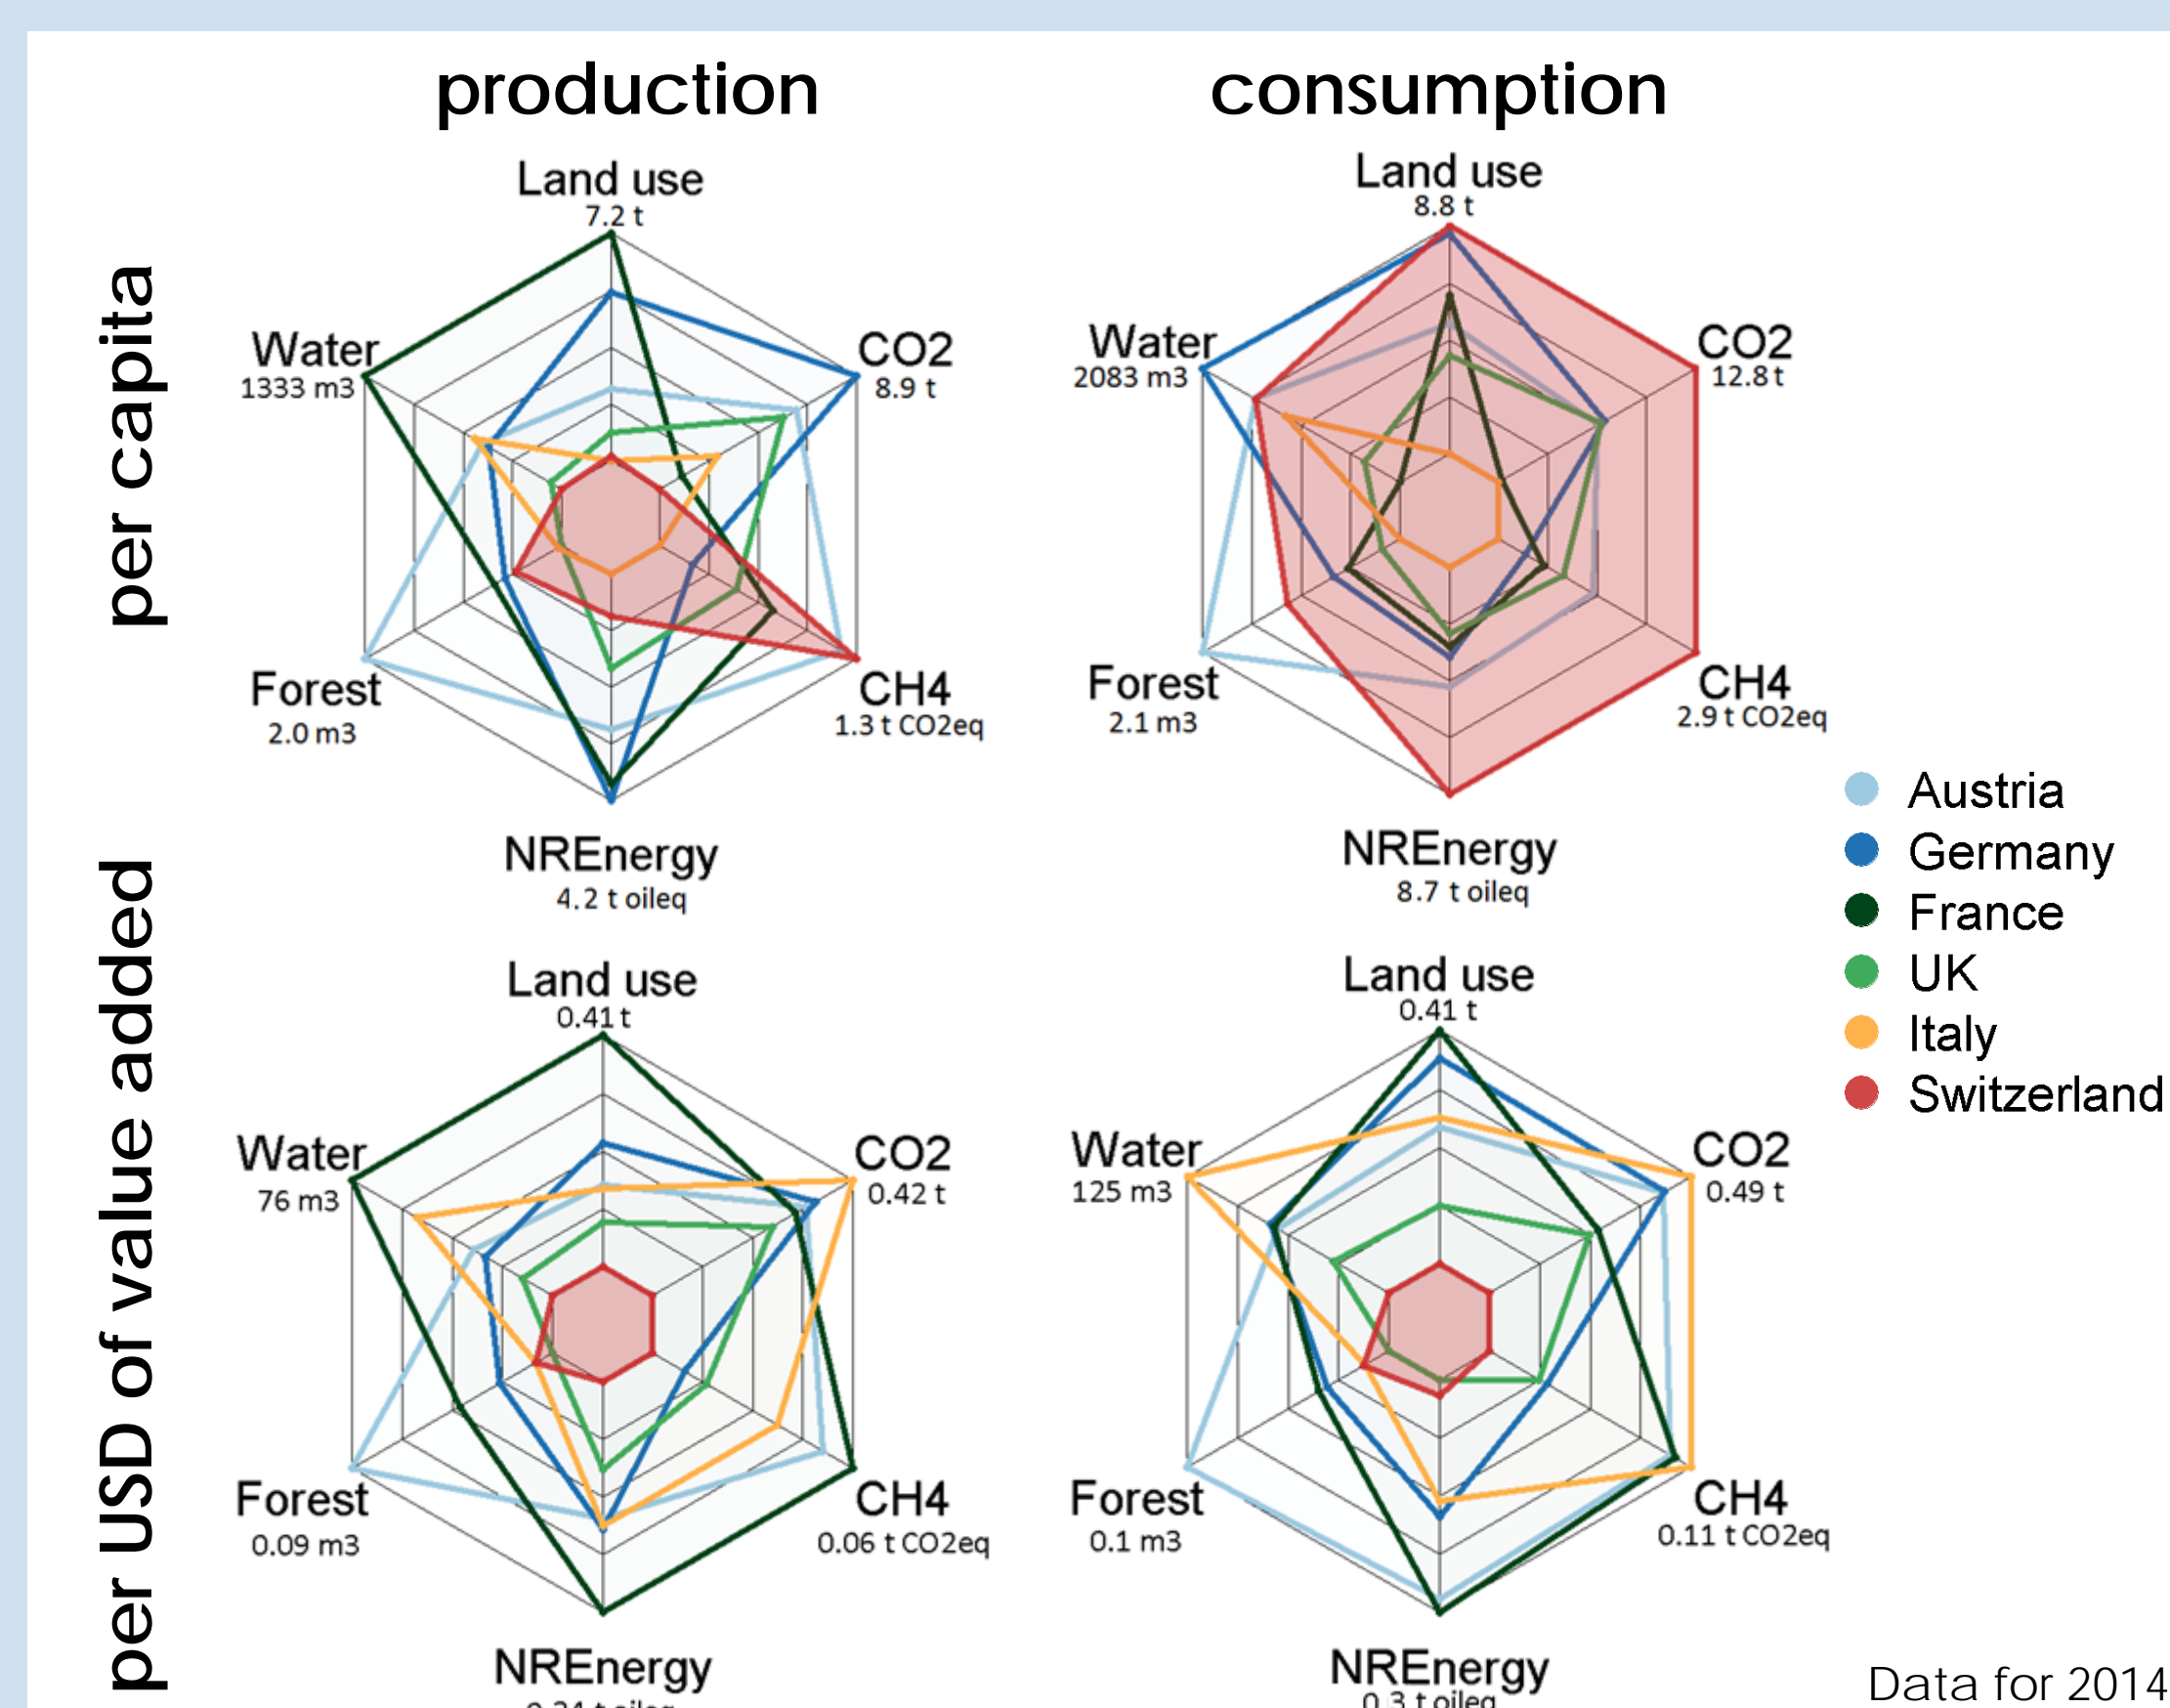 production
consumption
per capita
Land use
7.2 t
Water
1333 m3
CO2
8.9 t
Forest
2.0 m3
CH4
1.3 t CO2eq
NREnergy
4.2 t oileq
Land use
8.8 t
Water
2083 m3
CO2
12.8 t
Forest
2.1 m3
CH4
2.9 t CO2eq
NREnergy
8.7 t oileq
Austria
Germany
France
UK
Italy
Switzerland
per USD of value added
Land use
0.41 t
Water
76 m3
CO2
0.42 t
Forest
0.09 m3
CH4
0.06 t CO2eq
NREnergy
t oileq
Land use
0.41 t
Water
125 m3
CO2
0.49 t
Forest
0.1 m3
CH4
0.11 t CO2eq
NREnergy
0.3 t oileq
Data for 2014